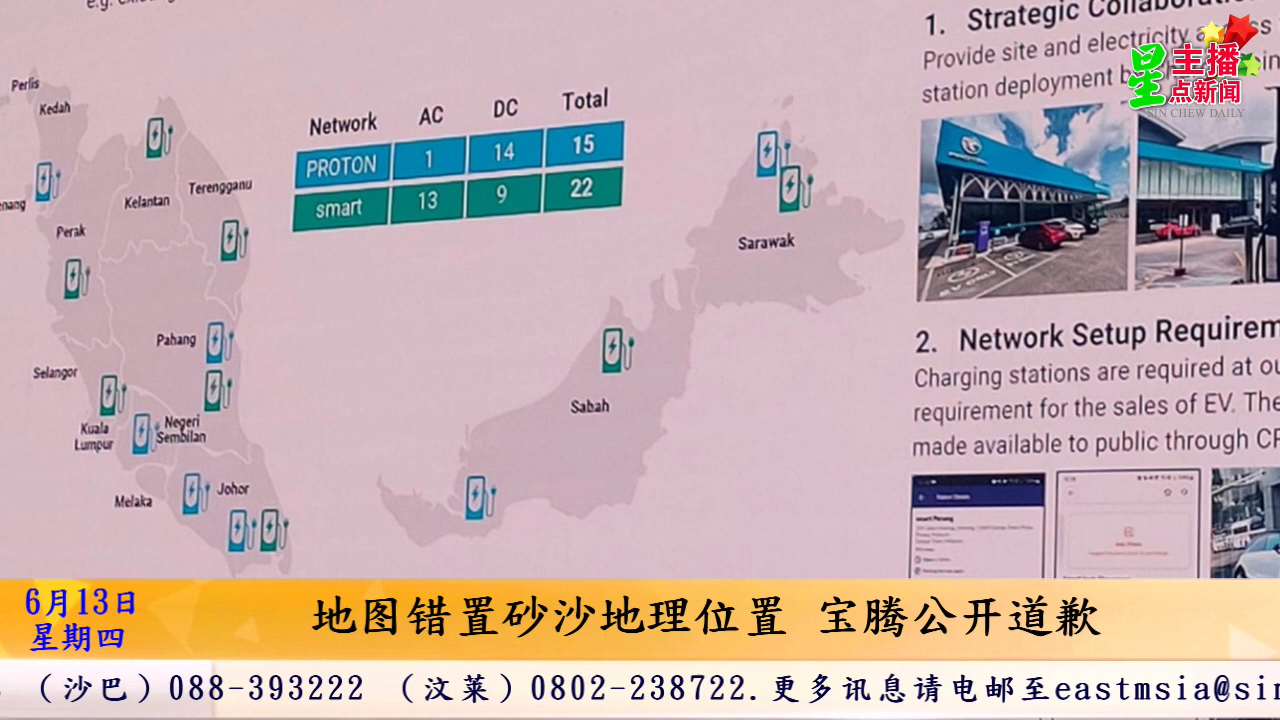 1. Strategic
Provide site and electricity
station deployment
星 主播
点新闻
SIN CHEW DAILY
Perlis
Kedah
Kelantan
Terengganu
Perak
Pahang
Selangor
Kuala
Lumpur
Negeri
Sembilan
Melaka
Johor
Network AC DC Total
PROTON 1 14 15
smart 13 9 22
Sarawak
Sabah
2. Network Setup Requirem
Charging stations are required at ou
requirement for the sales of EV. The
made available to public through CP
smart Penang
6月13日
星期四
地图错置砂沙地理位置 宝腾公开道歉
（沙巴）088-393222 （汶莱）0802-238722.更多讯息请电邮至eastmsia@sin